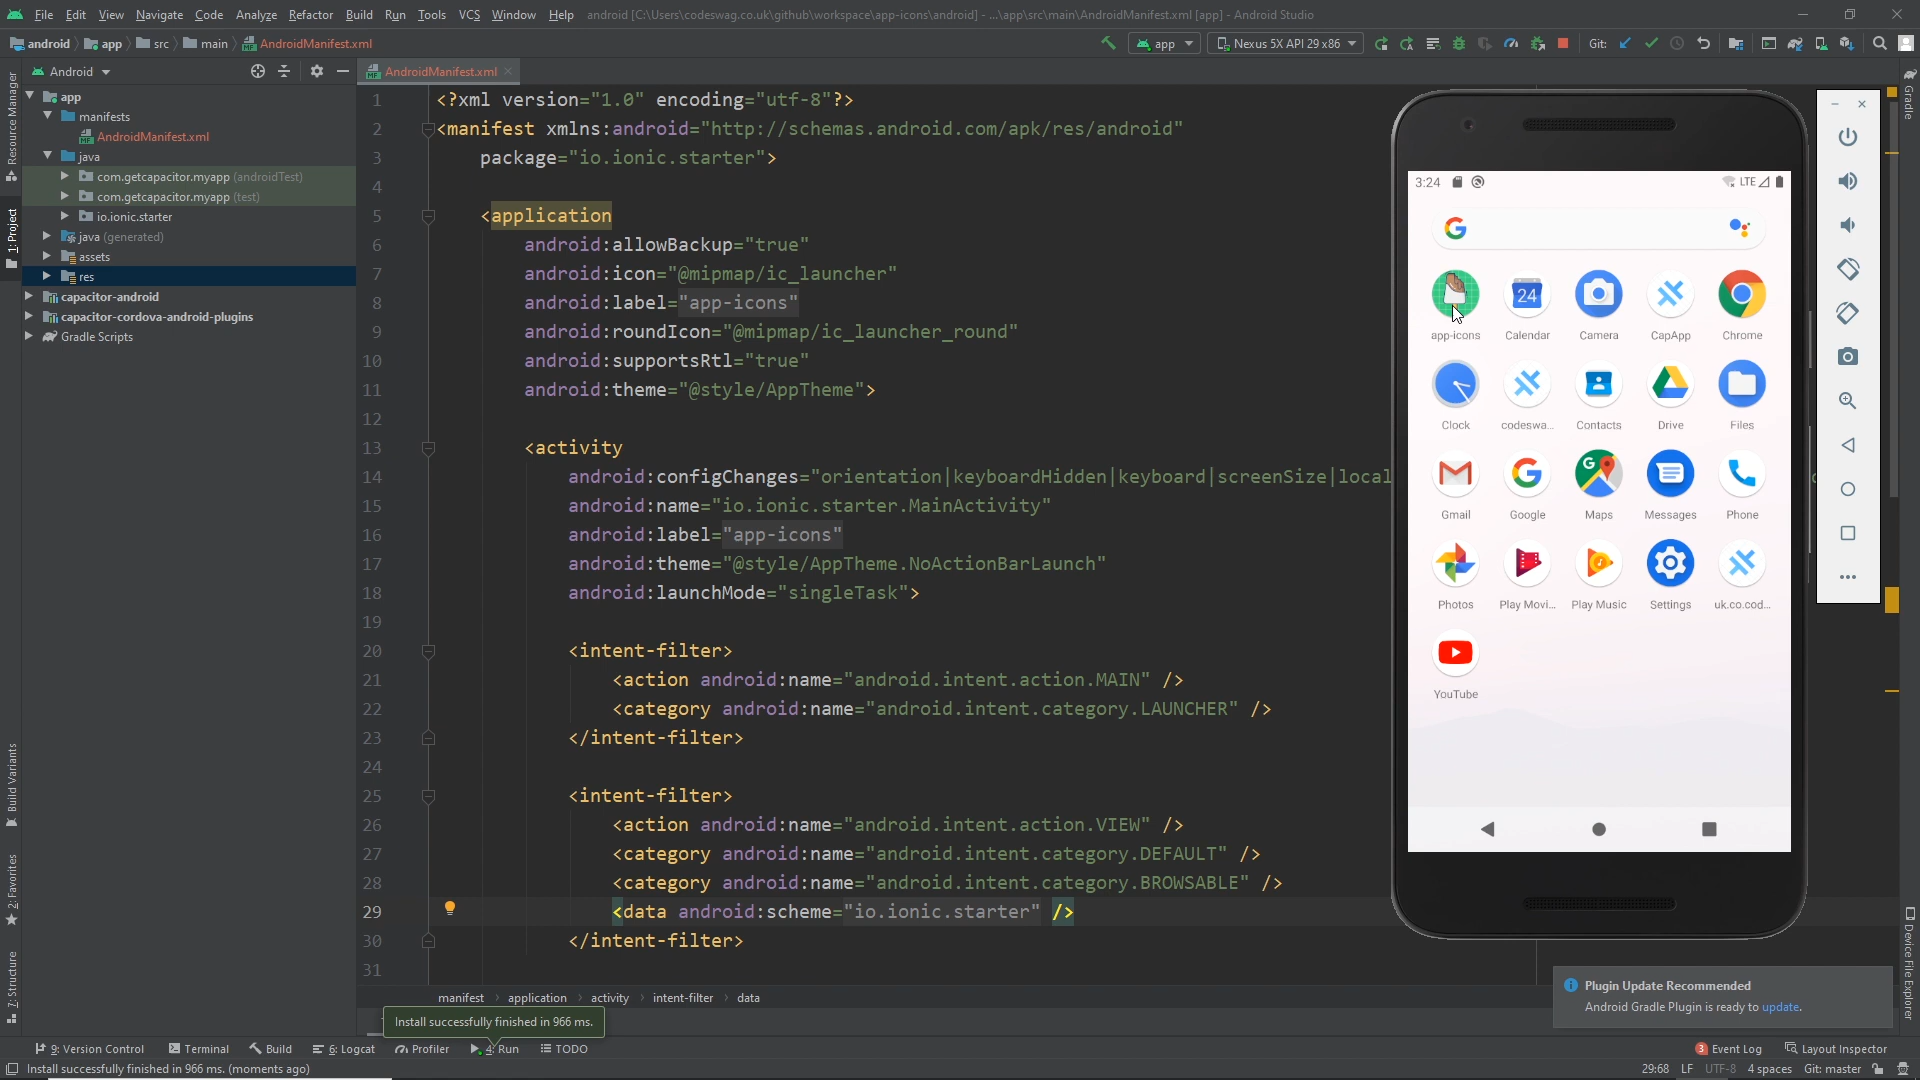 File Edit View Navigate Code Analyze Refactor Build Run Tools VCS Window Help android [C:\Users\codeswag.co.uk\github\workspace\app-icons\android] - ...\app\src\main\AndroidManifest.xml [app] - Android Studio
android app src main AndroidManifest.xml app Nexus 5X API 29 x86 Git:
Android AndroidManifest.xml
app
manifests
AndroidManifest.xml
java
com.getcapacitor.myapp (androidTest)
com.getcapacitor.myapp (test)
io.ionic.starter
java (generated)
assets
res
capacitor-android
capacitor-cordova-android-plugins
Gradle Scripts
Resource Manager
1: Project
Build Variants
2: Favorites
7: Structure
1 <?xml version="1.0" encoding="utf-8"?>
2 <manifest xmlns:android="http://schemas.android.com/apk/res/android"
3 package="io.ionic.starter">
4
5 <application
6 android:allowBackup="true"
7 android:icon="@mipmap/ic_launcher"
8 android:label="app-icons"
9 android:roundIcon="@mipmap/ic_launcher_round"
10 android:supportsRtl="true"
11 android:theme="@style/AppTheme">
12
13 <activity
14 android:configChanges="orientation|keyboardHidden|keyboard|screenSize|local
15 android:name="io.ionic.starter.MainActivity"
16 android:label="app-icons"
17 android:theme="@style/AppTheme.NoActionBarLaunch"
18 android:launchMode="singleTask">
19
20 <intent-filter>
21 <action android:name="android.intent.action.MAIN" />
22 <category android:name="android.intent.category.LAUNCHER" />
23 </intent-filter>
24
25 <intent-filter>
26 <action android:name="android.intent.action.VIEW" />
27 <category android:name="android.intent.category.DEFAULT" />
28 <category android:name="android.intent.category.BROWSABLE" />
29 <data android:scheme="io.ionic.starter" />
30 </intent-filter>
31
manifest application activity intent-filter data
3:24 LTE
24
app-icons Calendar Camera CapApp Chrome
Clock codeswa... Contacts Drive Files
Gmail Google Maps Messages Phone
Photos Play Movi... Play Music Settings uk.co.cod...
YouTube
Gradle
Device File Explorer
Plugin Update Recommended
Android Gradle Plugin is ready to update.
Install successfully finished in 966 ms.
9: Version Control Terminal Build 6: Logcat Profiler 4: Run TODO 3 Event Log Layout Inspector
Install successfully finished in 966 ms. (moments ago) 29:68 LF UTF-8 4 spaces Git: master